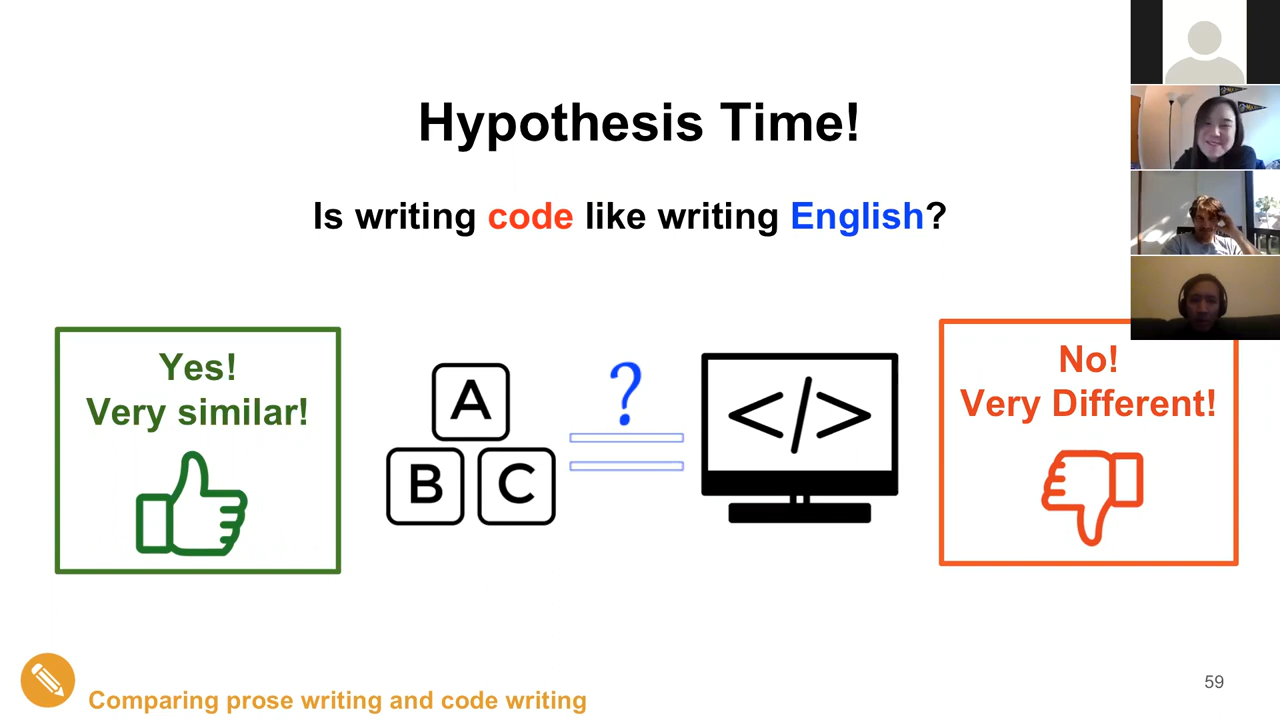 Hypothesis Time!
Is writing code like writing English?
Yes!
Very similar!
A
B C
?
</>
No!
Very Different!
Comparing prose writing and code writing
59